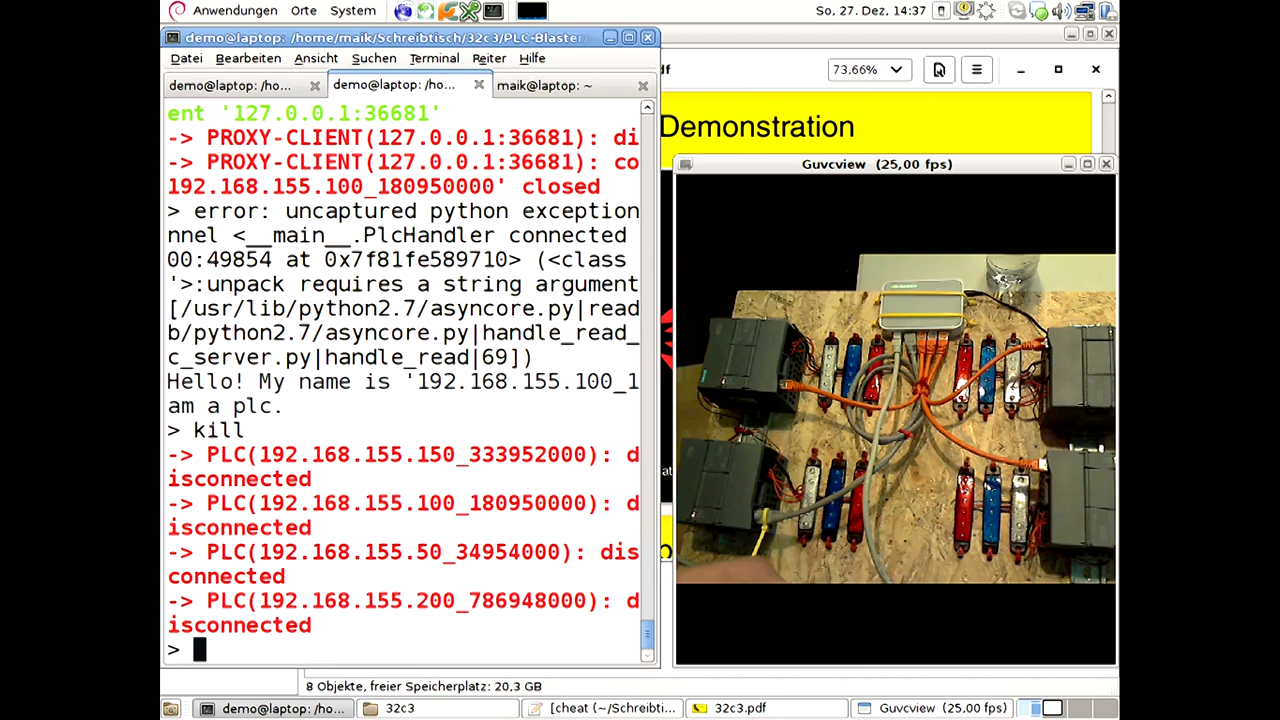 Anwendungen Orte System
So, 27. Dez, 14:37
demo@laptop: /home/maik/Schreibtisch/32c3/PLC-Blaster
Datei Bearbeiten Ansicht Suchen Terminal Reiter Hilfe
demo@laptop: /ho... demo@laptop: /ho... maik@laptop: ~
ent '127.0.0.1:36681'
-> PROXY-CLIENT(127.0.0.1:36681): di
-> PROXY-CLIENT(127.0.0.1:36681): co
192.168.155.100_180950000' closed
> error: uncaptured python exception
nnel <__main__.PlcHandler connected
00:49854 at 0x7f81fe589710> (<class
'>:unpack requires a string argument
[/usr/lib/python2.7/asyncore.py|read
b/python2.7/asyncore.py|handle_read_
c_server.py|handle_read|69])
Hello! My name is '192.168.155.100_1
am a plc.
> kill
-> PLC(192.168.155.150_333952000): d
isconnected
-> PLC(192.168.155.100_180950000): d
isconnected
-> PLC(192.168.155.50_34954000): dis
connected
-> PLC(192.168.155.200_786948000): d
isconnected
>
df
73.66%
Demonstration
Guvcview (25,00 fps)
at
8 Objekte, freier Speicherplatz: 20,3 GB
demo@laptop: /ho... 32c3 [cheat (~/Schreibti... 32c3.pdf Guvcview (25,00 fps)